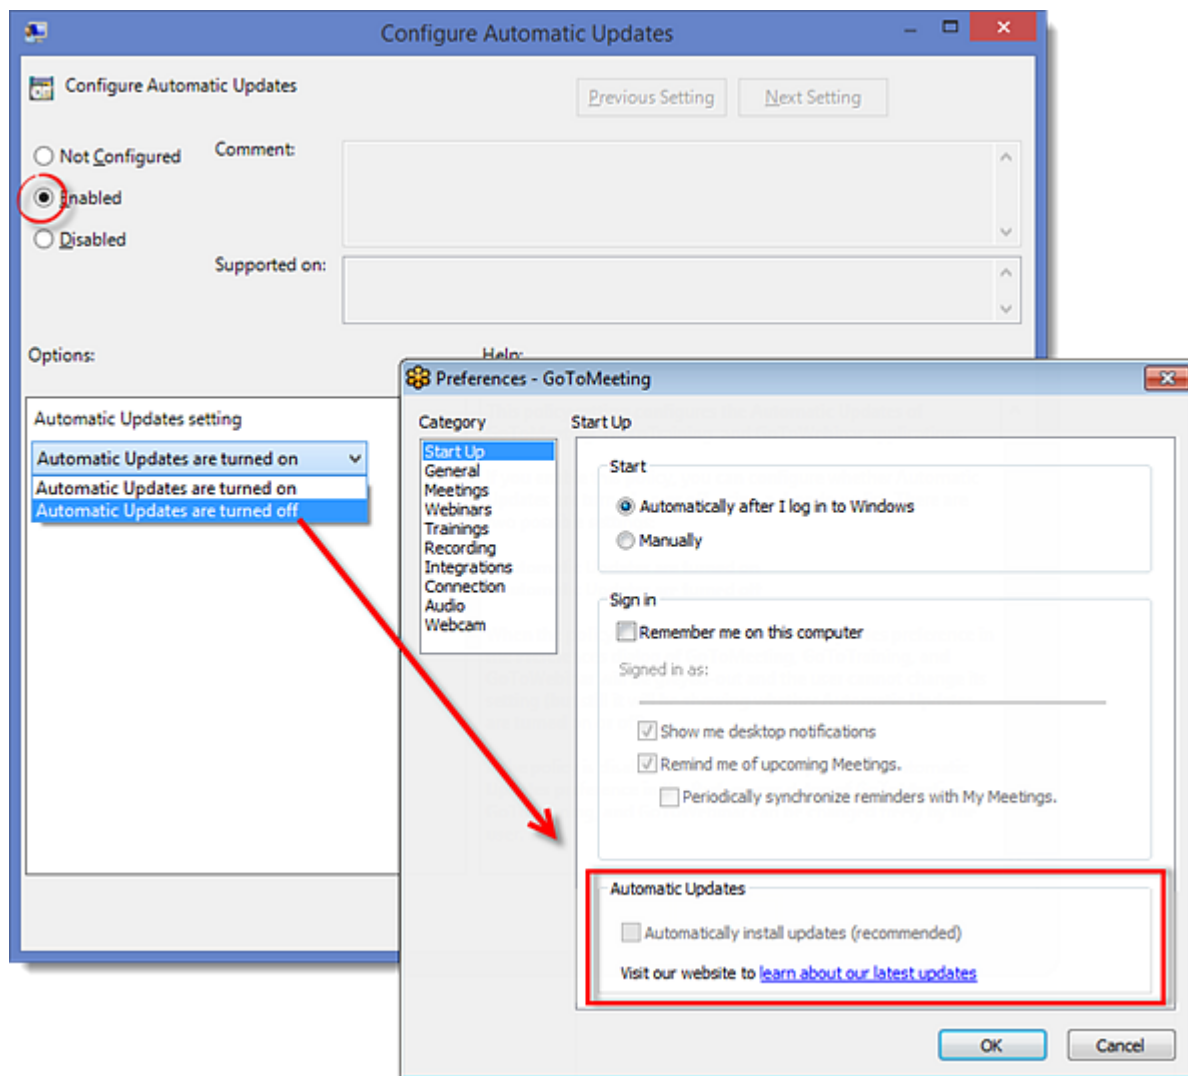 Configure Automatic Updates
Configure Automatic Updates
Previous Setting
Next Setting
Not Configured
Comment:
Enabled
Disabled
Supported on:
Options:
Help:
Automatic Updates setting
Automatic Updates are turned on
Automatic Updates are turned on
Automatic Updates are turned off
Preferences - GoToMeeting
Category
Start Up
General
Meetings
Webinars
Trainings
Recording
Integrations
Connection
Audio
Webcam
Start Up
Start
Automatically after I log in to Windows
Manually
Sign in
Remember me on this computer
Signed in as:
Show me desktop notifications
Remind me of upcoming Meetings.
Periodically synchronize reminders with My Meetings.
Automatic Updates
Automatically install updates (recommended)
Visit our website to learn about our latest updates
OK
Cancel